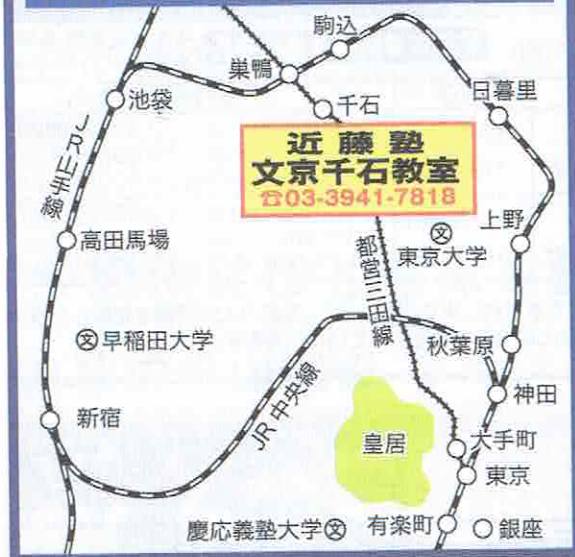 駒込
巣鴨
日暮里
池袋
千石
JR山手線
近藤塾
文京千石教室
☎03-3941-7818
上野
高田馬場
文
東京大学
都営三田線
文早稲田大学
秋葉原
JR中央線
神田
新宿
皇居
大手町
東京
慶応義塾大学文
有楽町
銀座